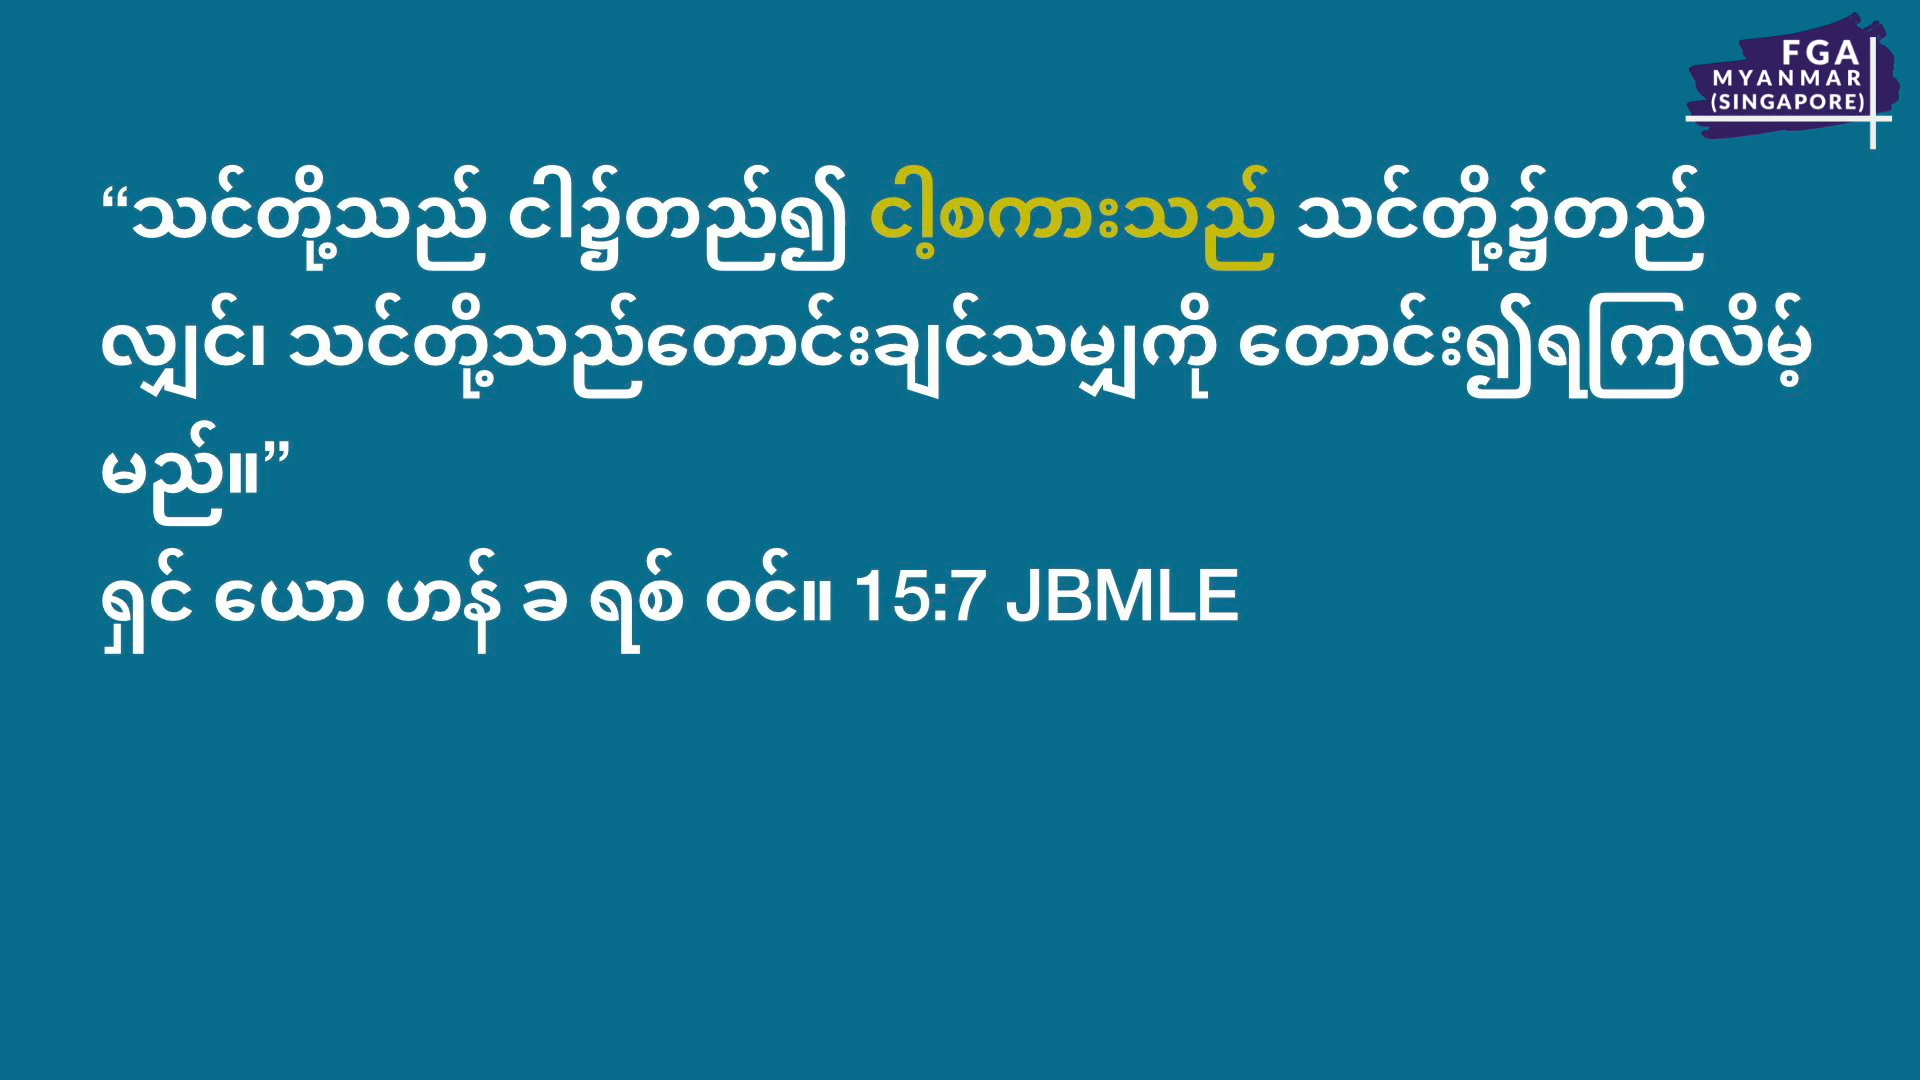 FGA
MYANMAR
(SINGAPORE)
“သင်တို့သည် ငါ၌တည်၍ ငါ့စကားသည် သင်တို့၌တည်
လျှင်၊ သင်တို့သည်တောင်းချင်သမျှကို တောင်း၍ရကြလိမ့်
မည်။”
ရှင် ယော ဟန် ခ ရစ် ဝင်။ 15:7 JBMLE